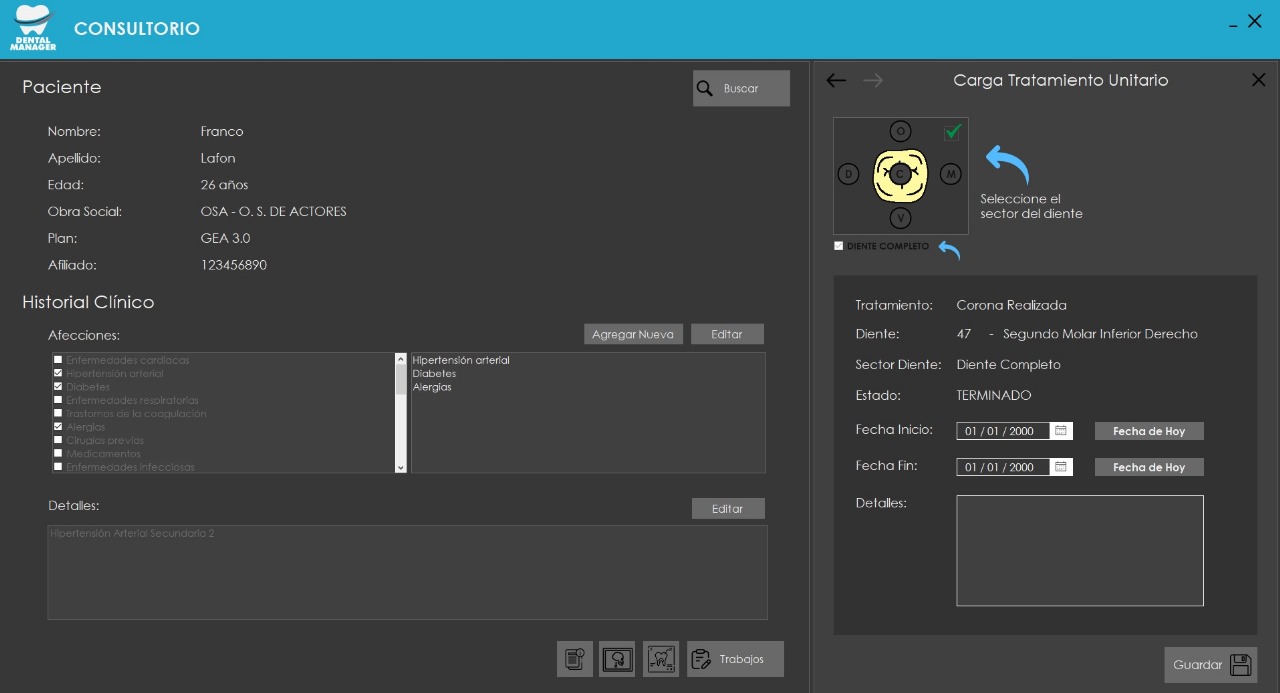 DENTAL
MANAGER
CONSULTORIO
Paciente
Buscar
Nombre: Franco
Apellido: Lafon
Edad: 26 años
Obra Social: OSA - O. S. DE ACTORES
Plan: GEA 3.0
Afiliado: 123456890
Historial Clínico
Afecciones:
Agregar Nueva
Editar
Enfermedades cardíacas
Hipertensión arterial
Diabetes
Enfermedades respiratorias
Trastornos de la coagulación
Alergias
Cirugías previas
Medicamentos
Enfermedades infecciosas
Hipertensión arterial
Diabetes
Alergias
Detalles:
Editar
Hipertensión Arterial Secundaria 2
Trabajos
Carga Tratamiento Unitario
O
D
C
M
V
Seleccione el
sector del diente
DIENTE COMPLETO
Tratamiento: Corona Realizada
Diente: 47 - Segundo Molar Inferior Derecho
Sector Diente: Diente Completo
Estado: TERMINADO
Fecha Inicio: 01 / 01 / 2000 Fecha de Hoy
Fecha Fin: 01 / 01 / 2000 Fecha de Hoy
Detalles:
Guardar